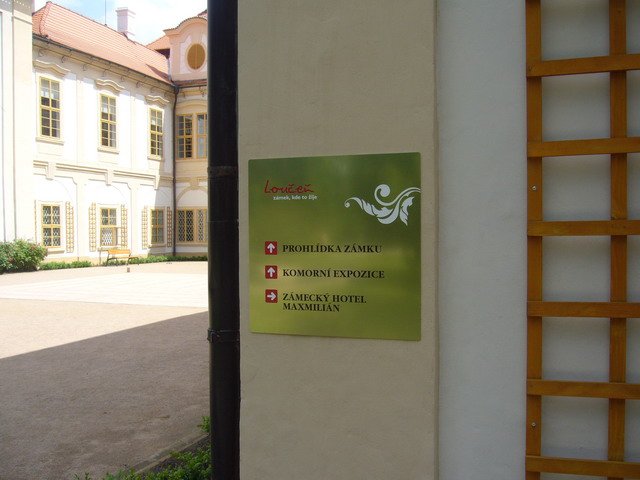 Loučeň
zámek, kde to žije
PROHLÍDKA ZÁMKU
KOMORNÍ EXPOZICE
ZÁMECKÝ HOTEL
MAXMILIÁN